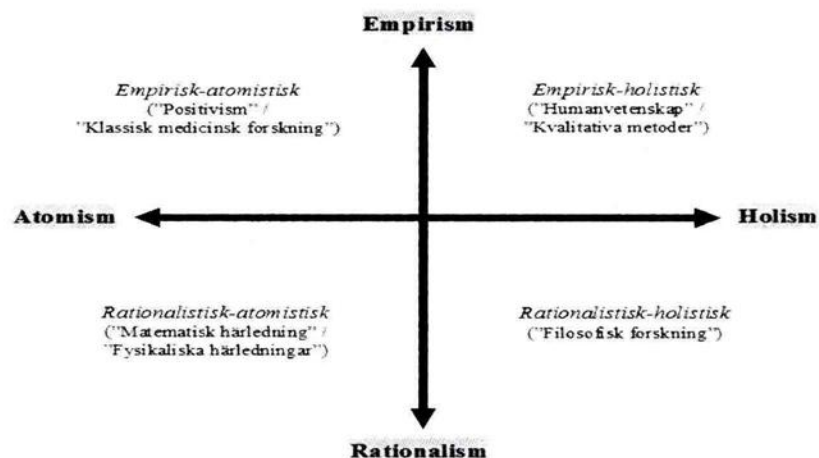 Empirism
Empirisk-atomistisk
("Positivism" /
"Klassisk medicinsk forskning")
Empirisk-holistisk
("Humanvetenskap" /
"Kvalitativa metoder")
Atomism
Holism
Rationalistisk-atomistisk
("Matematisk härledning" /
"Fysikaliska härledningar")
Rationalistisk-holistisk
("Filosofisk forskning")
Rationalism